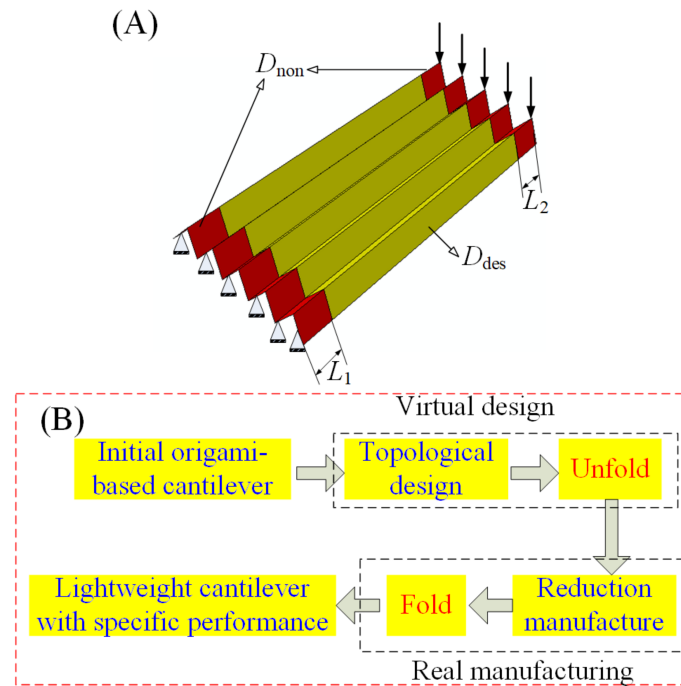 (A)
Dnon
L2
Ddes
L1
(B)
Virtual design
Initial origami-
based cantilever
Topological
design
Unfold
Lightweight cantilever
with specific performance
Fold
Reduction
manufacture
Real manufacturing